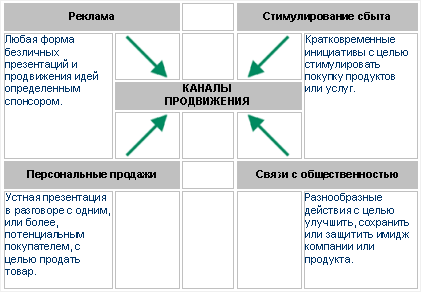 Реклама
Стимулирование сбыта
Любая форма
безличных
презентаций и
продвижения идей
определенным
спонсором.
Кратковременные
инициативы с целью
стимулировать
покупку продуктов
или услуг.
КАНАЛЫ
ПРОДВИЖЕНИЯ
Персональные продажи
Связи с общественностью
Устная презентация
в разговоре с одним,
или более,
потенциальным
покупателем, с
целью продать
товар.
Разнообразные
действия с целью
улучшить, сохранить
или защитить имидж
компании или
продукта.